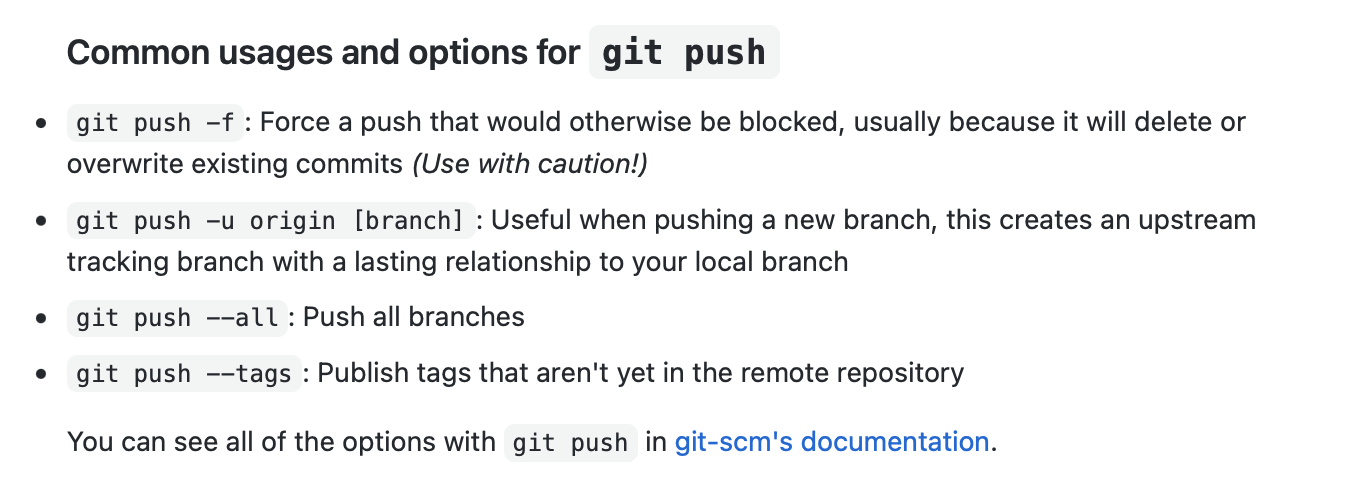 Common usages and options for git push
• git push -f: Force a push that would otherwise be blocked, usually because it will delete or
overwrite existing commits (Use with caution!)
• git push -u origin [branch]: Useful when pushing a new branch, this creates an upstream
tracking branch with a lasting relationship to your local branch
• git push --all: Push all branches
• git push --tags: Publish tags that aren't yet in the remote repository
You can see all of the options with git push in git-scm's documentation.